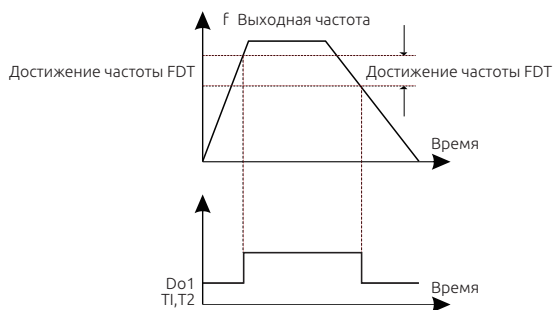 f Выходная частота
Достижение частоты FDT
Достижение частоты FDT
Время
Do1
TI,T2
Время